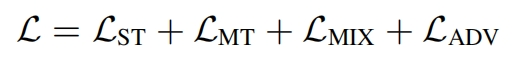 ℒ = ℒ_ST + ℒ_MT + ℒ_MIX + ℒ_ADV